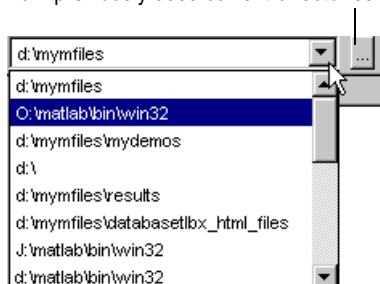 d:\mymfiles
...
d:\mymfiles
O:\matlab\bin\win32
d:\mymfiles\mydemos
d:\
d:\mymfiles\results
d:\mymfiles\databasetlbx_html_files
J:\matlab\bin\win32
d:\matlab\bin\win32